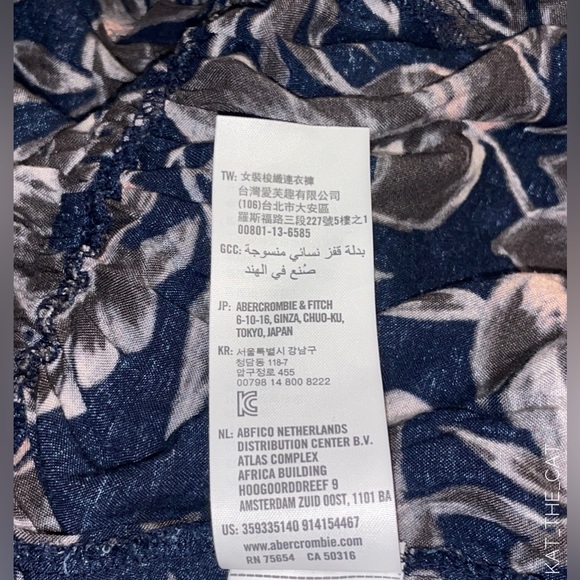 TW: 女裝梭織連衣褲
台灣愛芙趣有限公司
(106)台北市大安區
羅斯福路三段227號5樓之1
00801-13-6585
GCC: بدلة قفز نسائي منسوجة
صُنع في الهند
JP: ABERCROMBIE & FITCH
6-10-16, GINZA, CHUO-KU,
TOKYO, JAPAN
KR: 서울특별시 강남구
청담동 118-7
압구정로 455
00798 14 800 8222
NL: ABFICO NETHERLANDS
DISTRIBUTION CENTER B.V.
ATLAS COMPLEX
AFRICA BUILDING
HOOGOORDDREEF 9
AMSTERDAM ZUID OOST, 1101 BA
US: 359335140 914154467
www.abercrombie.com
RN 75654 CA 50316
KAT_THE_CAT